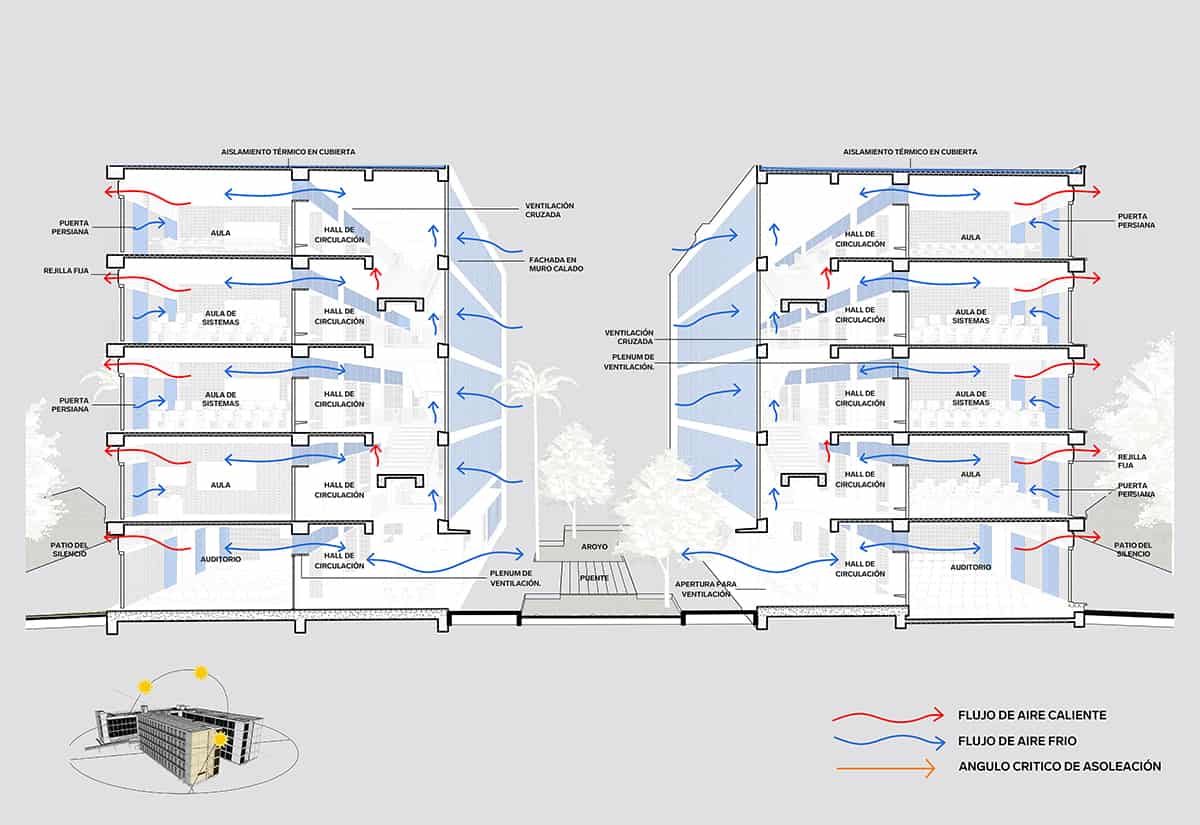 AISLAMIENTO TÉRMICO EN CUBIERTA
AISLAMIENTO TÉRMICO EN CUBIERTA
PUERTA
PERSIANA
AULA
HALL DE
CIRCULACIÓN
VENTILACIÓN
CRUZADA
FACHADA EN
MURO CALADO
HALL DE
CIRCULACIÓN
AULA
PUERTA
PERSIANA
REJILLA FIJA
AULA DE
SISTEMAS
HALL DE
CIRCULACIÓN
VENTILACIÓN
CRUZADA
PLENUM DE
VENTILACIÓN.
HALL DE
CIRCULACIÓN
AULA DE
SISTEMAS
PUERTA
PERSIANA
AULA DE
SISTEMAS
HALL DE
CIRCULACIÓN
HALL DE
CIRCULACIÓN
AULA DE
SISTEMAS
AULA
HALL DE
CIRCULACIÓN
HALL DE
CIRCULACIÓN
AULA
REJILLA
FIJA
PUERTA
PERSIANA
PATIO DEL
SILENCIO
AUDITORIO
HALL DE
CIRCULACIÓN
PLENUM DE
VENTILACIÓN.
AROYO
PUENTE
APERTURA PARA
VENTILACIÓN
HALL DE
CIRCULACIÓN
AUDITORIO
PATIO DEL
SILENCIO
FLUJO DE AIRE CALIENTE
FLUJO DE AIRE FRIO
ANGULO CRITICO DE ASOLEACIÓN